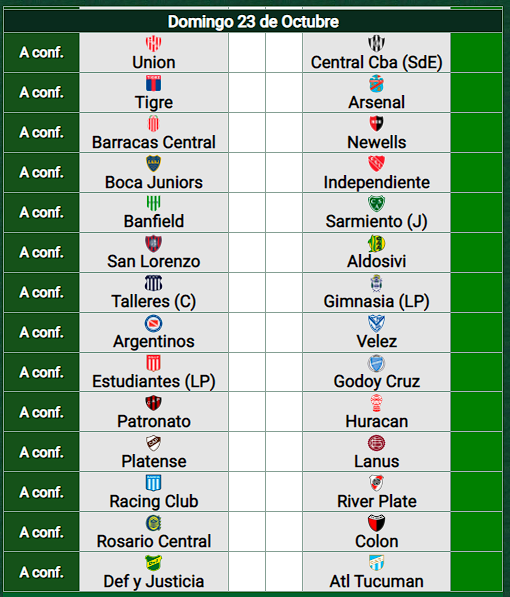 Domingo 23 de Octubre
A conf. Union Central Cba (SdE)
A conf. Tigre Arsenal
A conf. Barracas Central Newells
A conf. Boca Juniors Independiente
A conf. Banfield Sarmiento (J)
A conf. San Lorenzo Aldosivi
A conf. Talleres (C) Gimnasia (LP)
A conf. Argentinos Velez
A conf. Estudiantes (LP) Godoy Cruz
A conf. Patronato Huracan
A conf. Platense Lanus
A conf. Racing Club River Plate
A conf. Rosario Central Colon
A conf. Def y Justicia Atl Tucuman